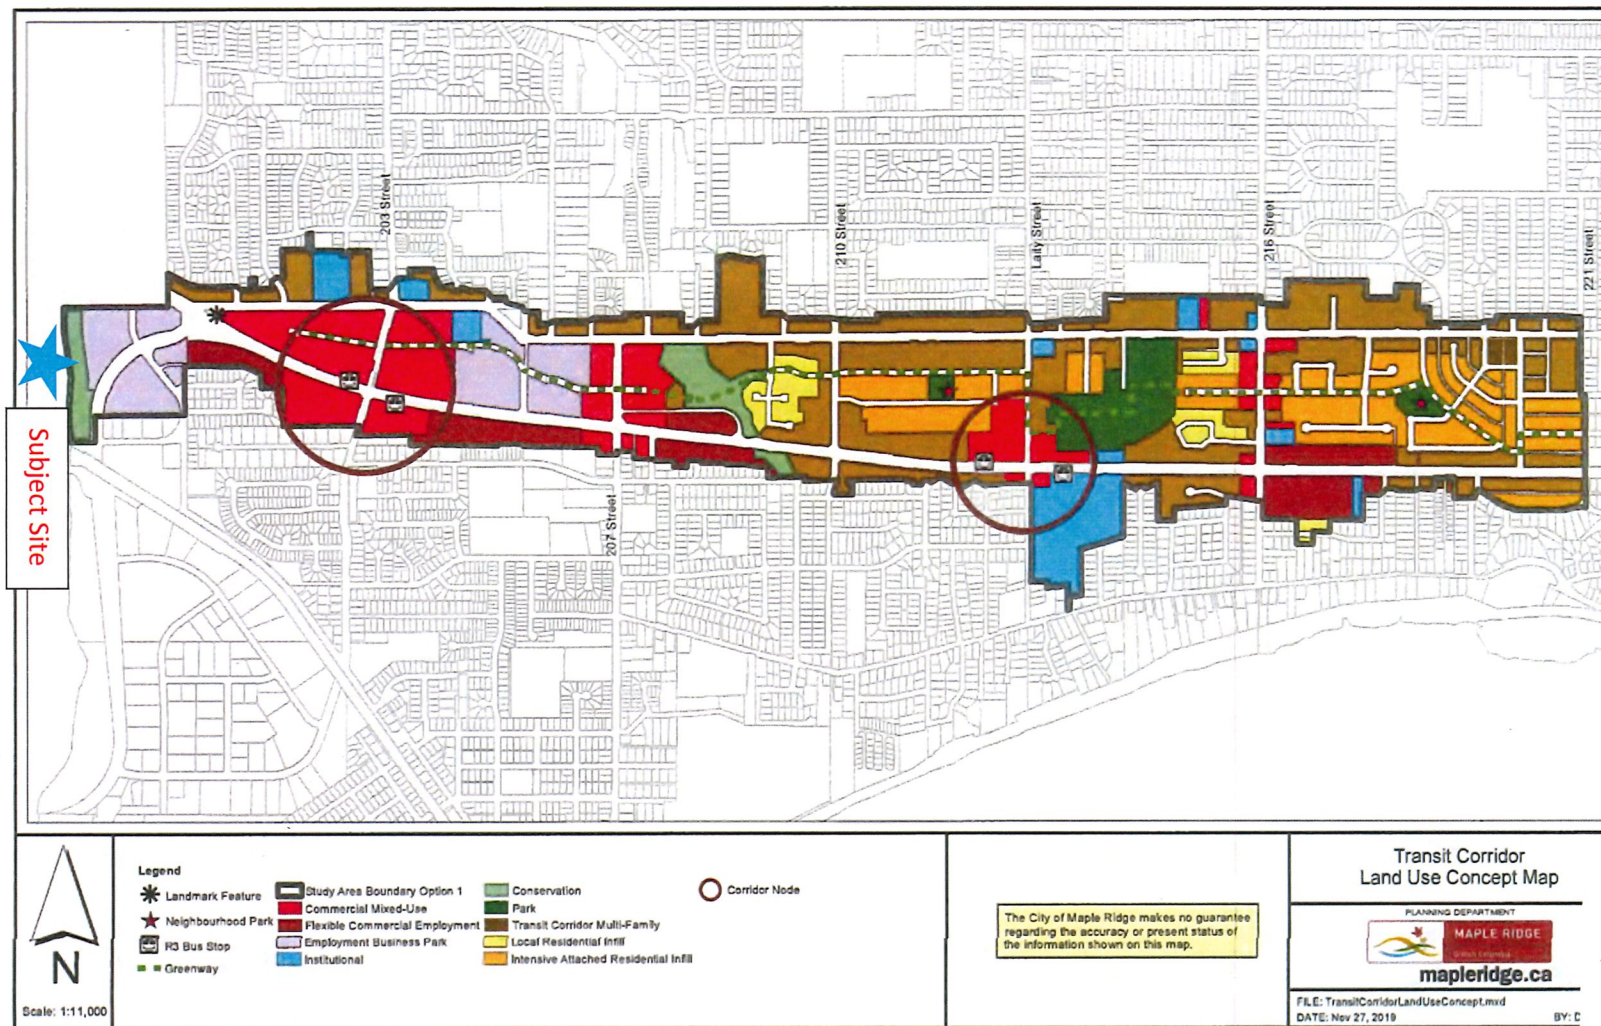 203 Street
210 Street
Laity Street
216 Street
221 Street
207 Street
Subject Site
N
Scale: 1:11,000
Legend
Landmark Feature
Neighbourhood Park
R3 Bus Stop
Greenway
Study Area Boundary Option 1
Commercial Mixed-Use
Flexible Commercial Employment
Employment Business Park
Institutional
Conservation
Park
Transit Corridor Multi-Family
Local Residential Infill
Intensive Attached Residential Infill
Corridor Node
The City of Maple Ridge makes no guarantee
regarding the accuracy or present status of
the information shown on this map.
Transit Corridor
Land Use Concept Map
PLANNING DEPARTMENT
MAPLE RIDGE
British Columbia
mapleridge.ca
FILE: TransitCorridorLandUseConcept.mxd
DATE: Nov 27, 2019
BY: